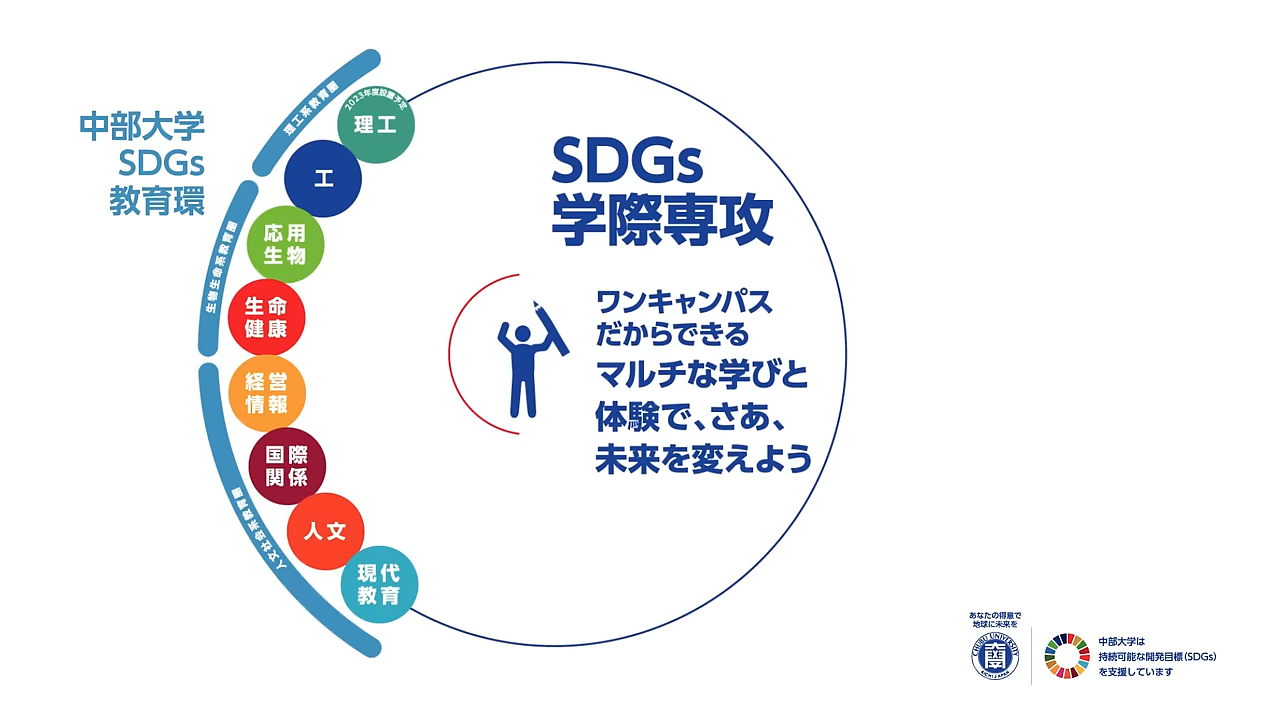 中部大学
SDGs
教育環
理工系教育圏
生物生命系教育圏
人文社会系教育圏
2023年度設置予定
理工
工
応用
生物
生命
健康
経営
情報
国際
関係
人文
現代
教育
SDGs
学際専攻
ワンキャンパス
だからできる
マルチな学びと
体験で、さあ、
未来を変えよう
あなたの得意で
地球に未来を
CHUBU UNIVERSITY
AICHI JAPAN
中部大学は
持続可能な開発目標(SDGs)
を支援しています